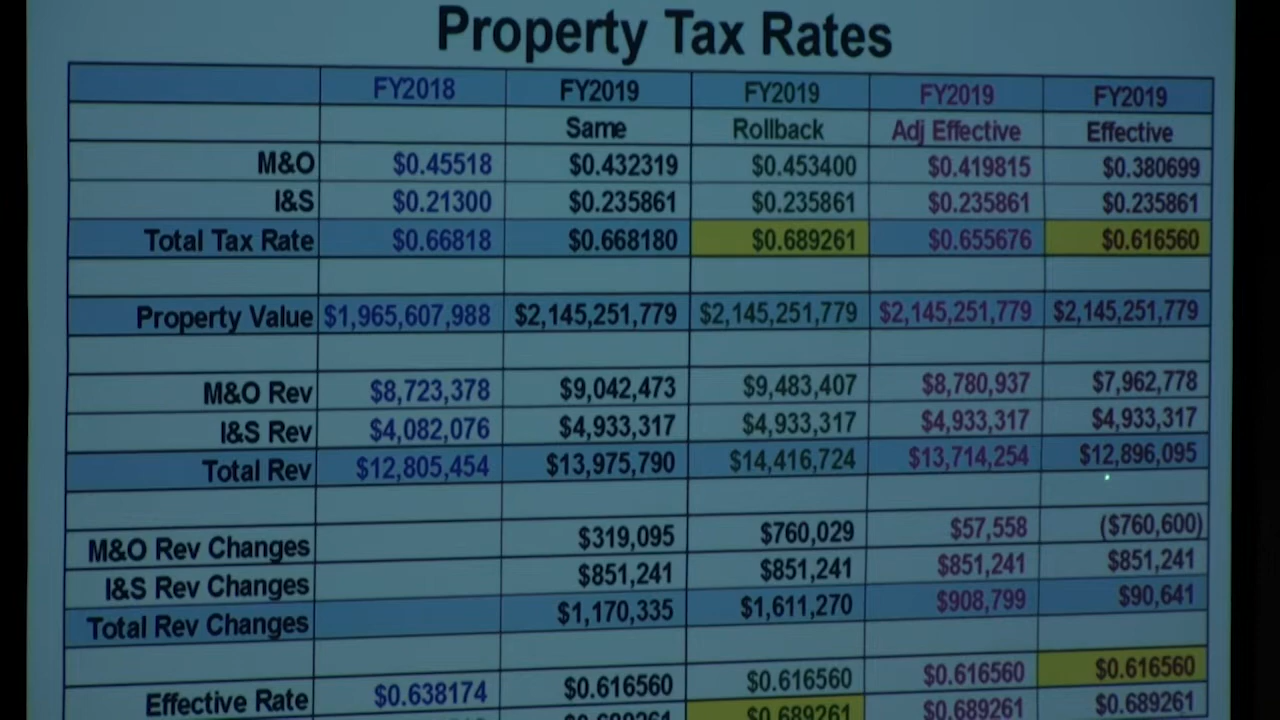 Property Tax Rates
FY2018 FY2019 FY2019 FY2019 FY2019
Same Rollback Adj Effective Effective
M&O $0.45518 $0.432319 $0.453400 $0.419815 $0.380699
I&S $0.21300 $0.235861 $0.235861 $0.235861 $0.235861
Total Tax Rate $0.66818 $0.668180 $0.689261 $0.655676 $0.616560
Property Value $1,965,607,988 $2,145,251,779 $2,145,251,779 $2,145,251,779 $2,145,251,779
M&O Rev $8,723,378 $9,042,473 $9,483,407 $8,780,937 $7,962,778
I&S Rev $4,082,076 $4,933,317 $4,933,317 $4,933,317 $4,933,317
Total Rev $12,805,454 $13,975,790 $14,416,724 $13,714,254 $12,896,095
M&O Rev Changes $319,095 $760,029 $57,558 ($760,600)
I&S Rev Changes $851,241 $851,241 $851,241 $851,241
Total Rev Changes $1,170,335 $1,611,270 $908,799 $90,641
Effective Rate $0.638174 $0.616560 $0.616560 $0.616560 $0.616560
$0.689261 $0.689261 $0.689261